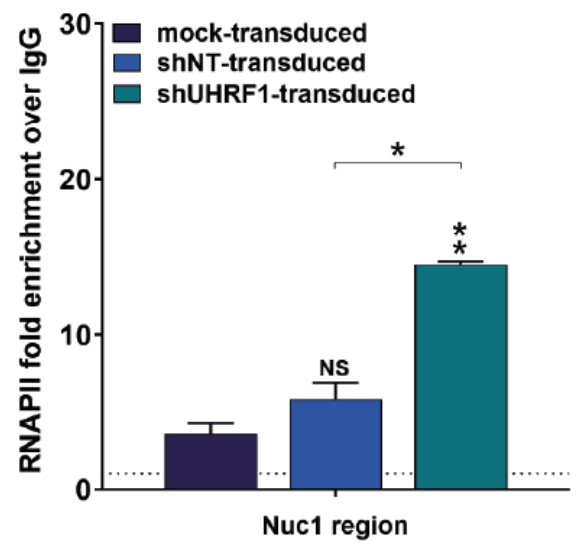 RNAPII fold enrichment over IgG
30
20
10
0
mock-transduced
shNT-transduced
shUHRF1-transduced
*
*
*
NS
Nuc1 region